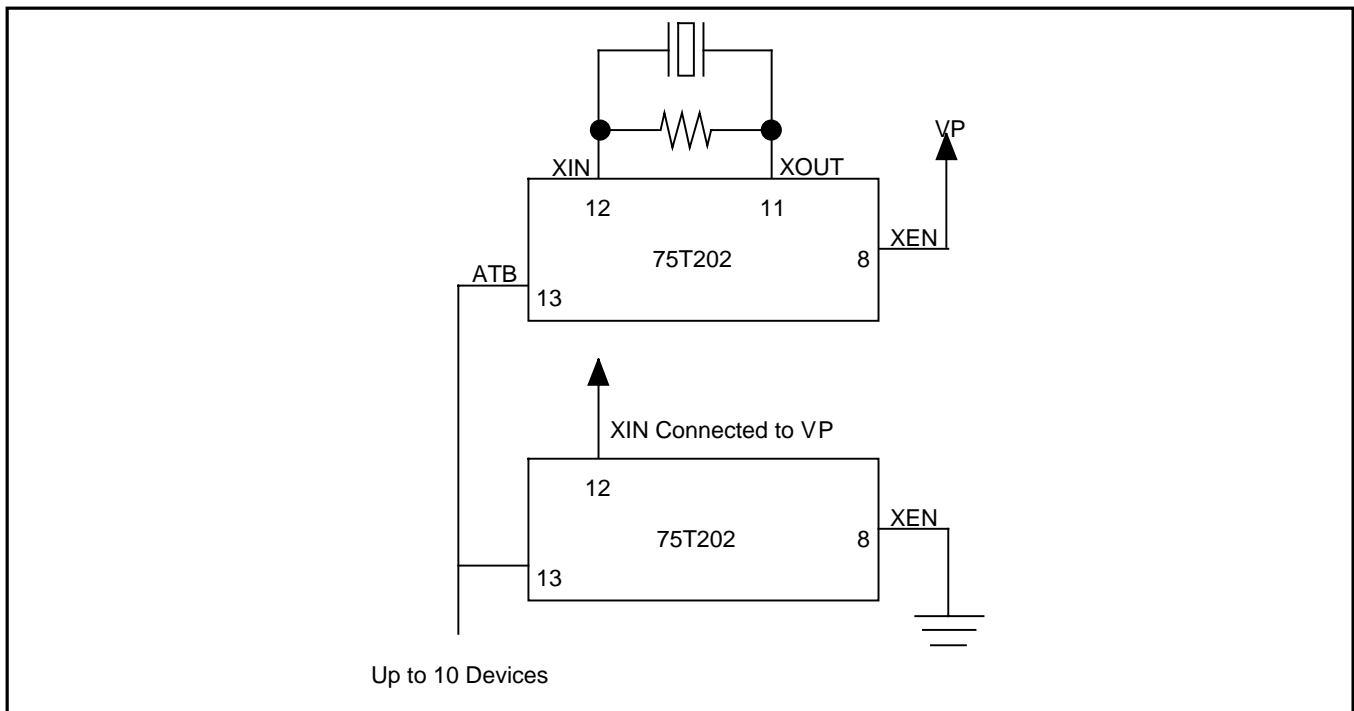 VP
XIN
XOUT
12
11
XEN
75T202
8
ATB
13
XIN Connected to VP
12
XEN
75T202
8
13
Up to 10 Devices